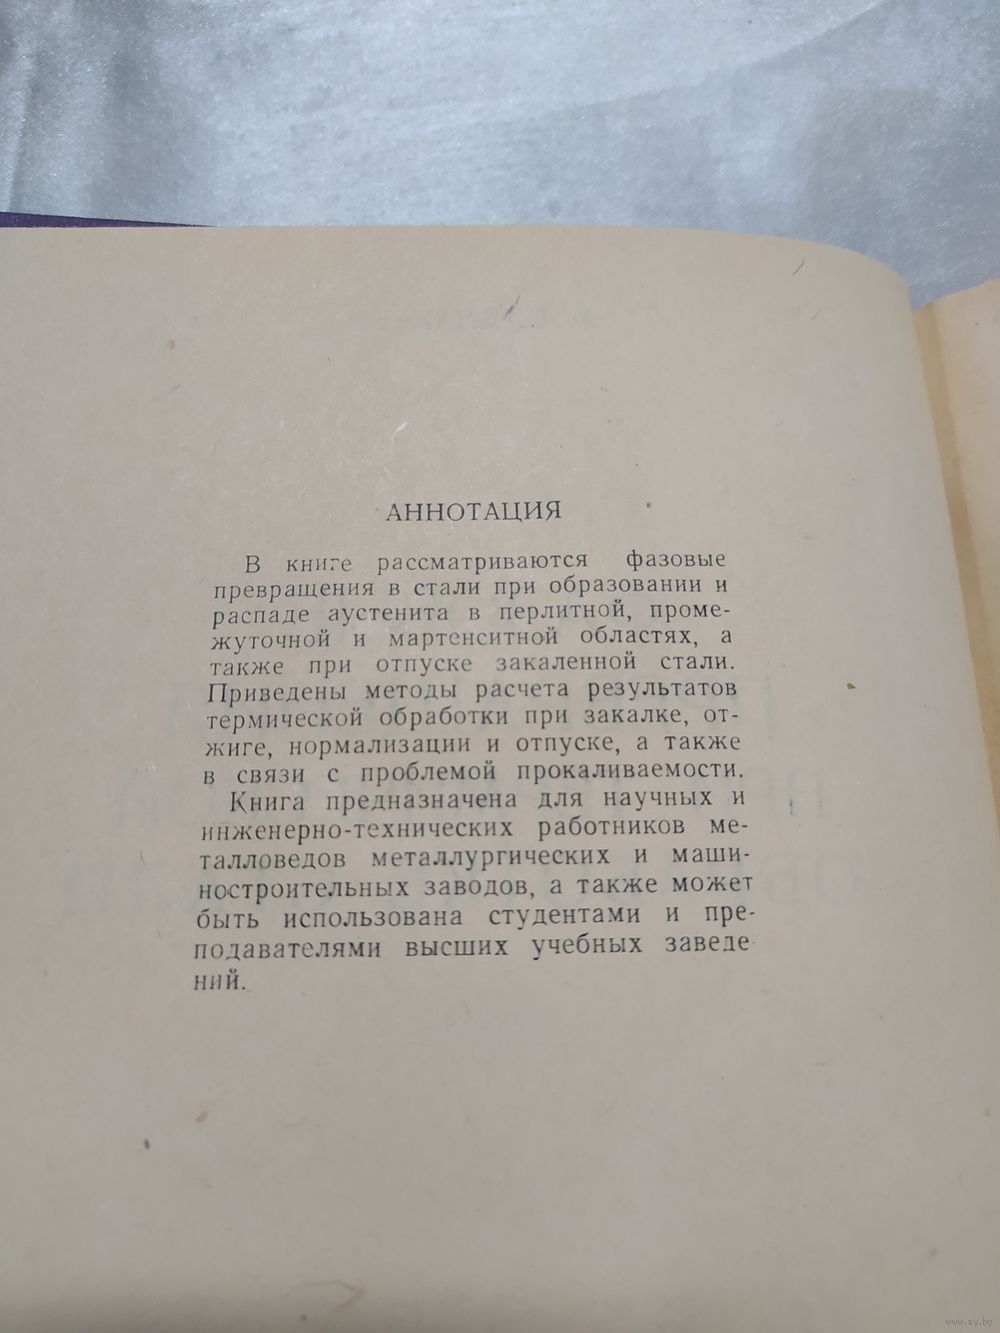 АННОТАЦИЯ
В книге рассматриваются фазовые
превращения в стали при образовании и
распаде аустенита в перлитной, проме-
жуточной и мартенситной областях, а
также при отпуске закаленной стали.
Приведены методы расчета результатов
термической обработки при закалке, от-
жиге, нормализации и отпуске, а также
в связи с проблемой прокаливаемости.
Книга предназначена для научных и
инженерно-технических работников ме-
талловедов металлургических и маши-
ностроительных заводов, а также может
быть использована студентами и пре-
подавателями высших учебных заведе
ний.
www.ay.by